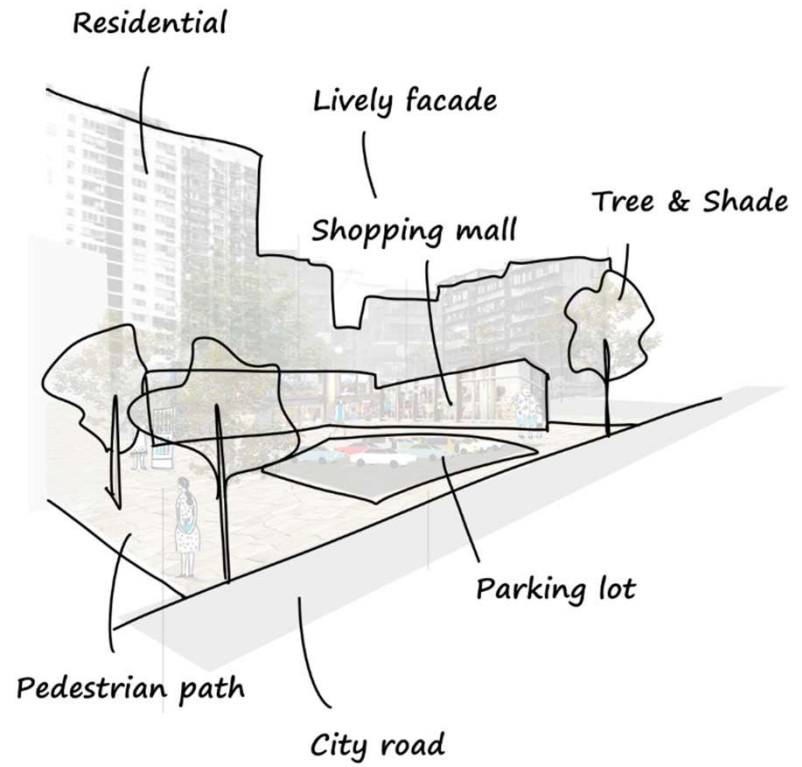 Residential
Lively facade
Tree & Shade
Shopping mall
Parking lot
Pedestrian path
City road